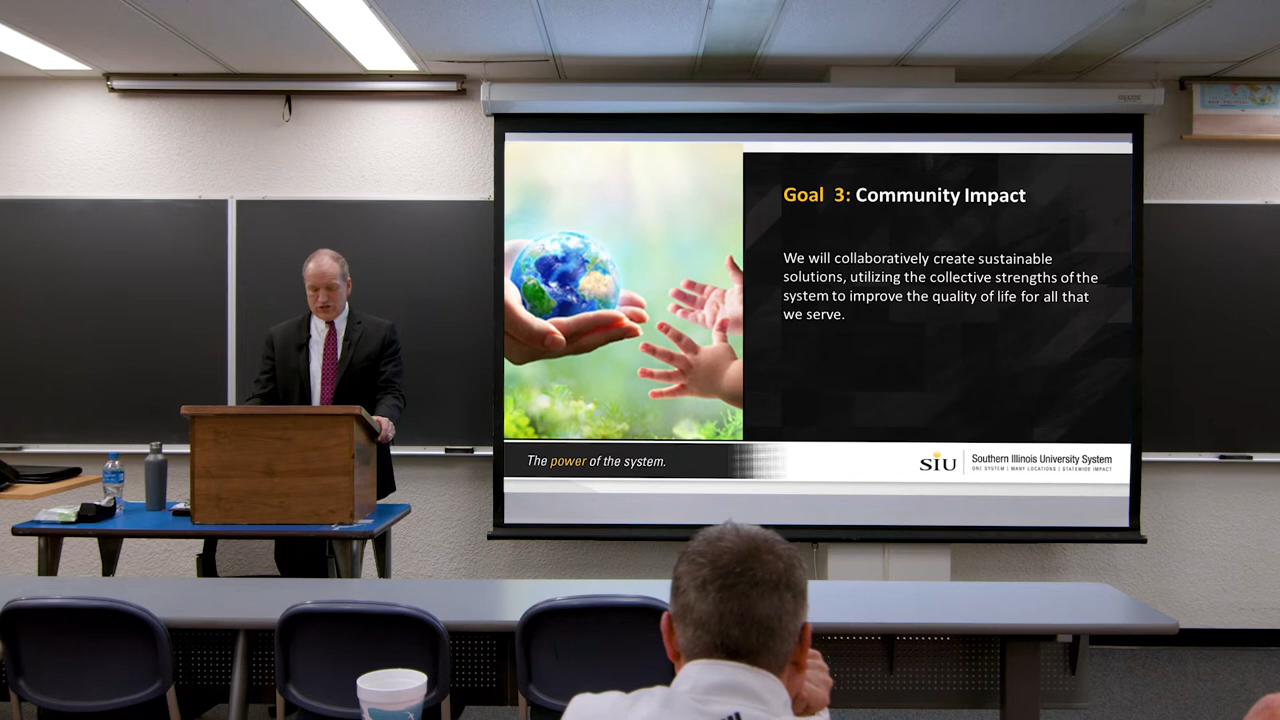 Goal  3: Community Impact
We will collaboratively create sustainable
solutions, utilizing the collective strengths of the
system to improve the quality of life for all that
we serve.
The power of the system.
SIU
Southern Illinois University System
ONE SYSTEM | MANY LOCATIONS | STATEWIDE IMPACT